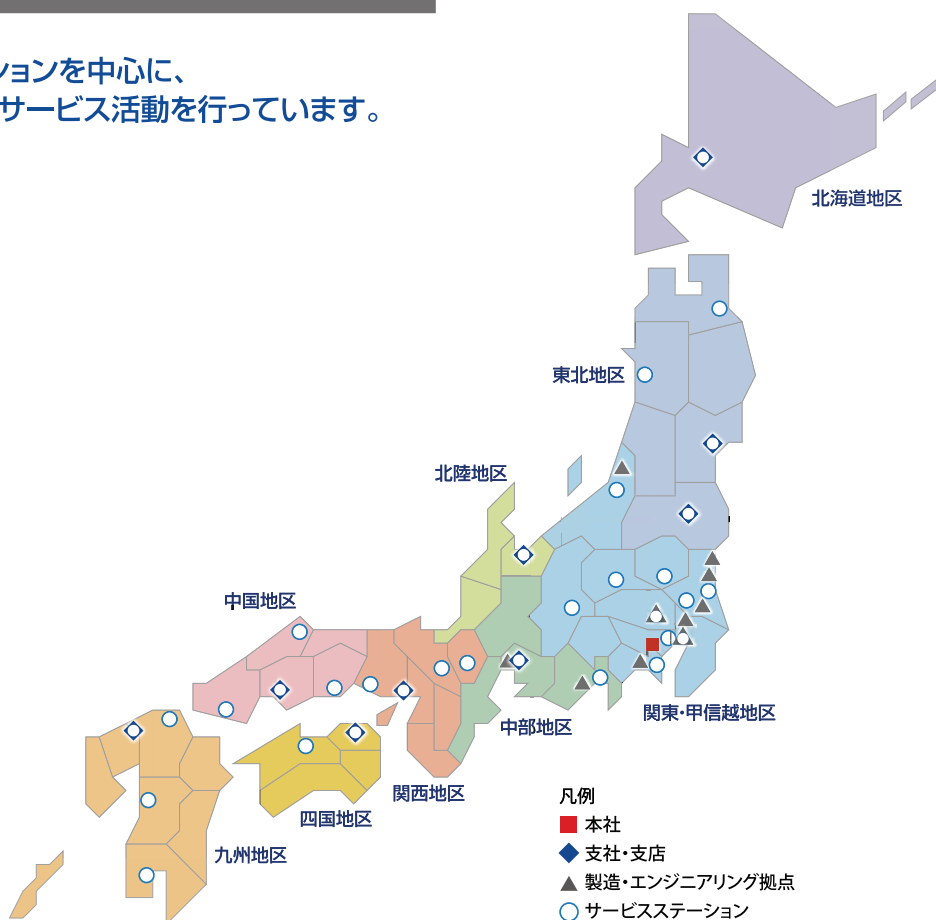 ションを中心に、
サービス活動を行っています。
北海道地区
東北地区
北陸地区
中国地区
中部地区
関東・甲信越地区
関西地区
四国地区
九州地区
凡例
本社
支社・支店
製造・エンジニアリング拠点
サービスステーション